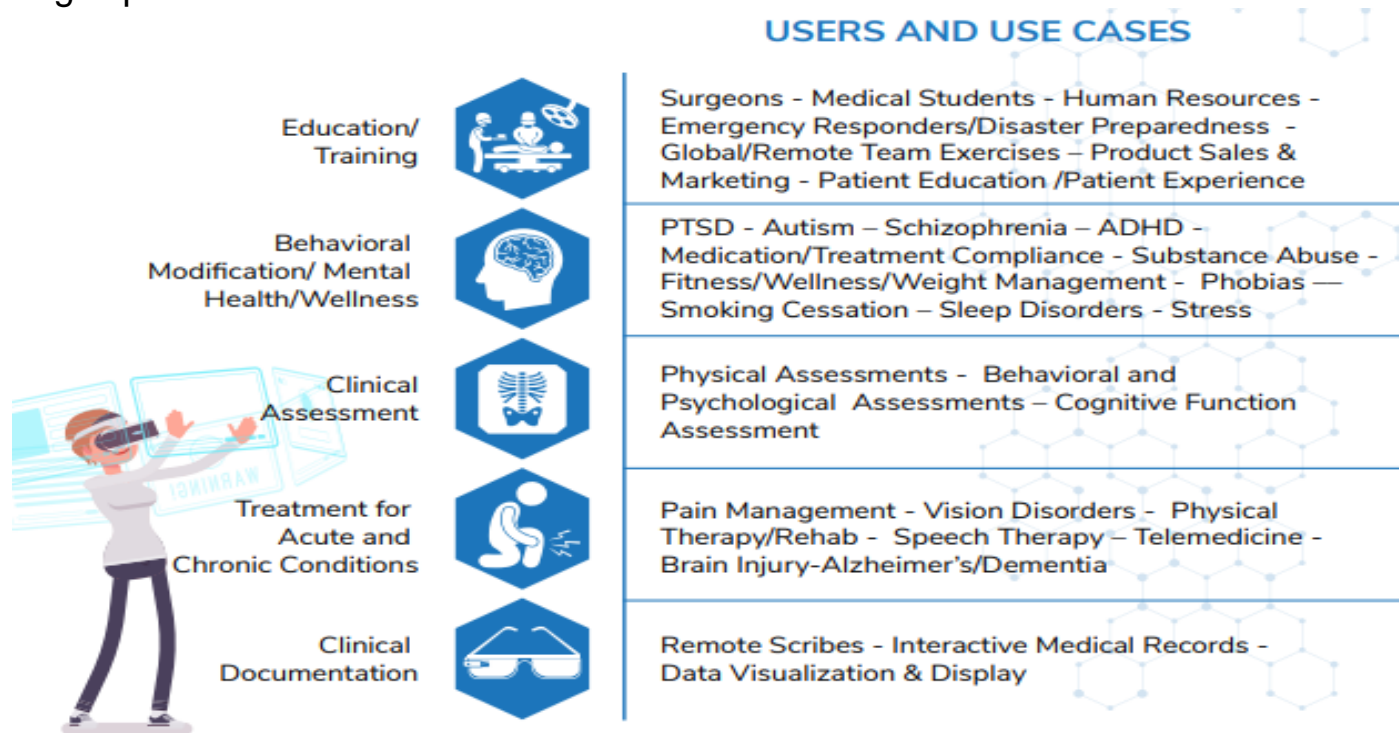 USERS AND USE CASES
Education/
Training
Surgeons - Medical Students - Human Resources -
Emergency Responders/Disaster Preparedness -
Global/Remote Team Exercises – Product Sales &
Marketing - Patient Education /Patient Experience
Behavioral
Modification/ Mental
Health/Wellness
PTSD - Autism – Schizophrenia – ADHD -
Medication/Treatment Compliance - Substance Abuse -
Fitness/Wellness/Weight Management - Phobias —
Smoking Cessation – Sleep Disorders - Stress
Clinical
Assessment
Physical Assessments - Behavioral and
Psychological Assessments – Cognitive Function
Assessment
WARNING!
Treatment for
Acute and
Chronic Conditions
Pain Management - Vision Disorders - Physical
Therapy/Rehab - Speech Therapy – Telemedicine -
Brain Injury-Alzheimer’s/Dementia
Clinical
Documentation
Remote Scribes - Interactive Medical Records -
Data Visualization & Display